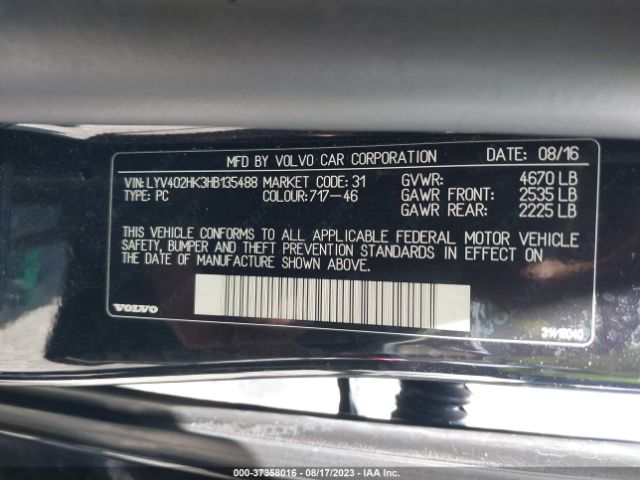 MFD BY VOLVO CAR CORPORATION DATE: 08/16
VIN: LYV402HK3HB135488 MARKET CODE: 31 GVWR: 4670 LB
TYPE: PC COLOUR: 717-46 GAWR FRONT: 2535 LB
GAWR REAR: 2225 LB
THIS VEHICLE CONFORMS TO ALL APPLICABLE FEDERAL MOTOR VEHICLE
SAFETY, BUMPER AND THEFT PREVENTION STANDARDS IN EFFECT ON
THE DATE OF MANUFACTURE SHOWN ABOVE.
VOLVO
000-37358016 - 08/17/2023 - IAA Inc.